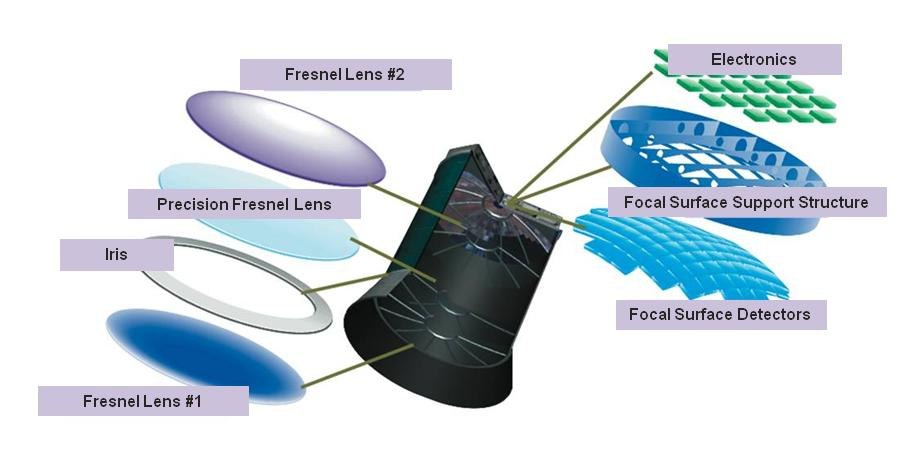 Electronics
Fresnel Lens #2
Precision Fresnel Lens
Focal Surface Support Structure
Iris
Focal Surface Detectors
Fresnel Lens #1